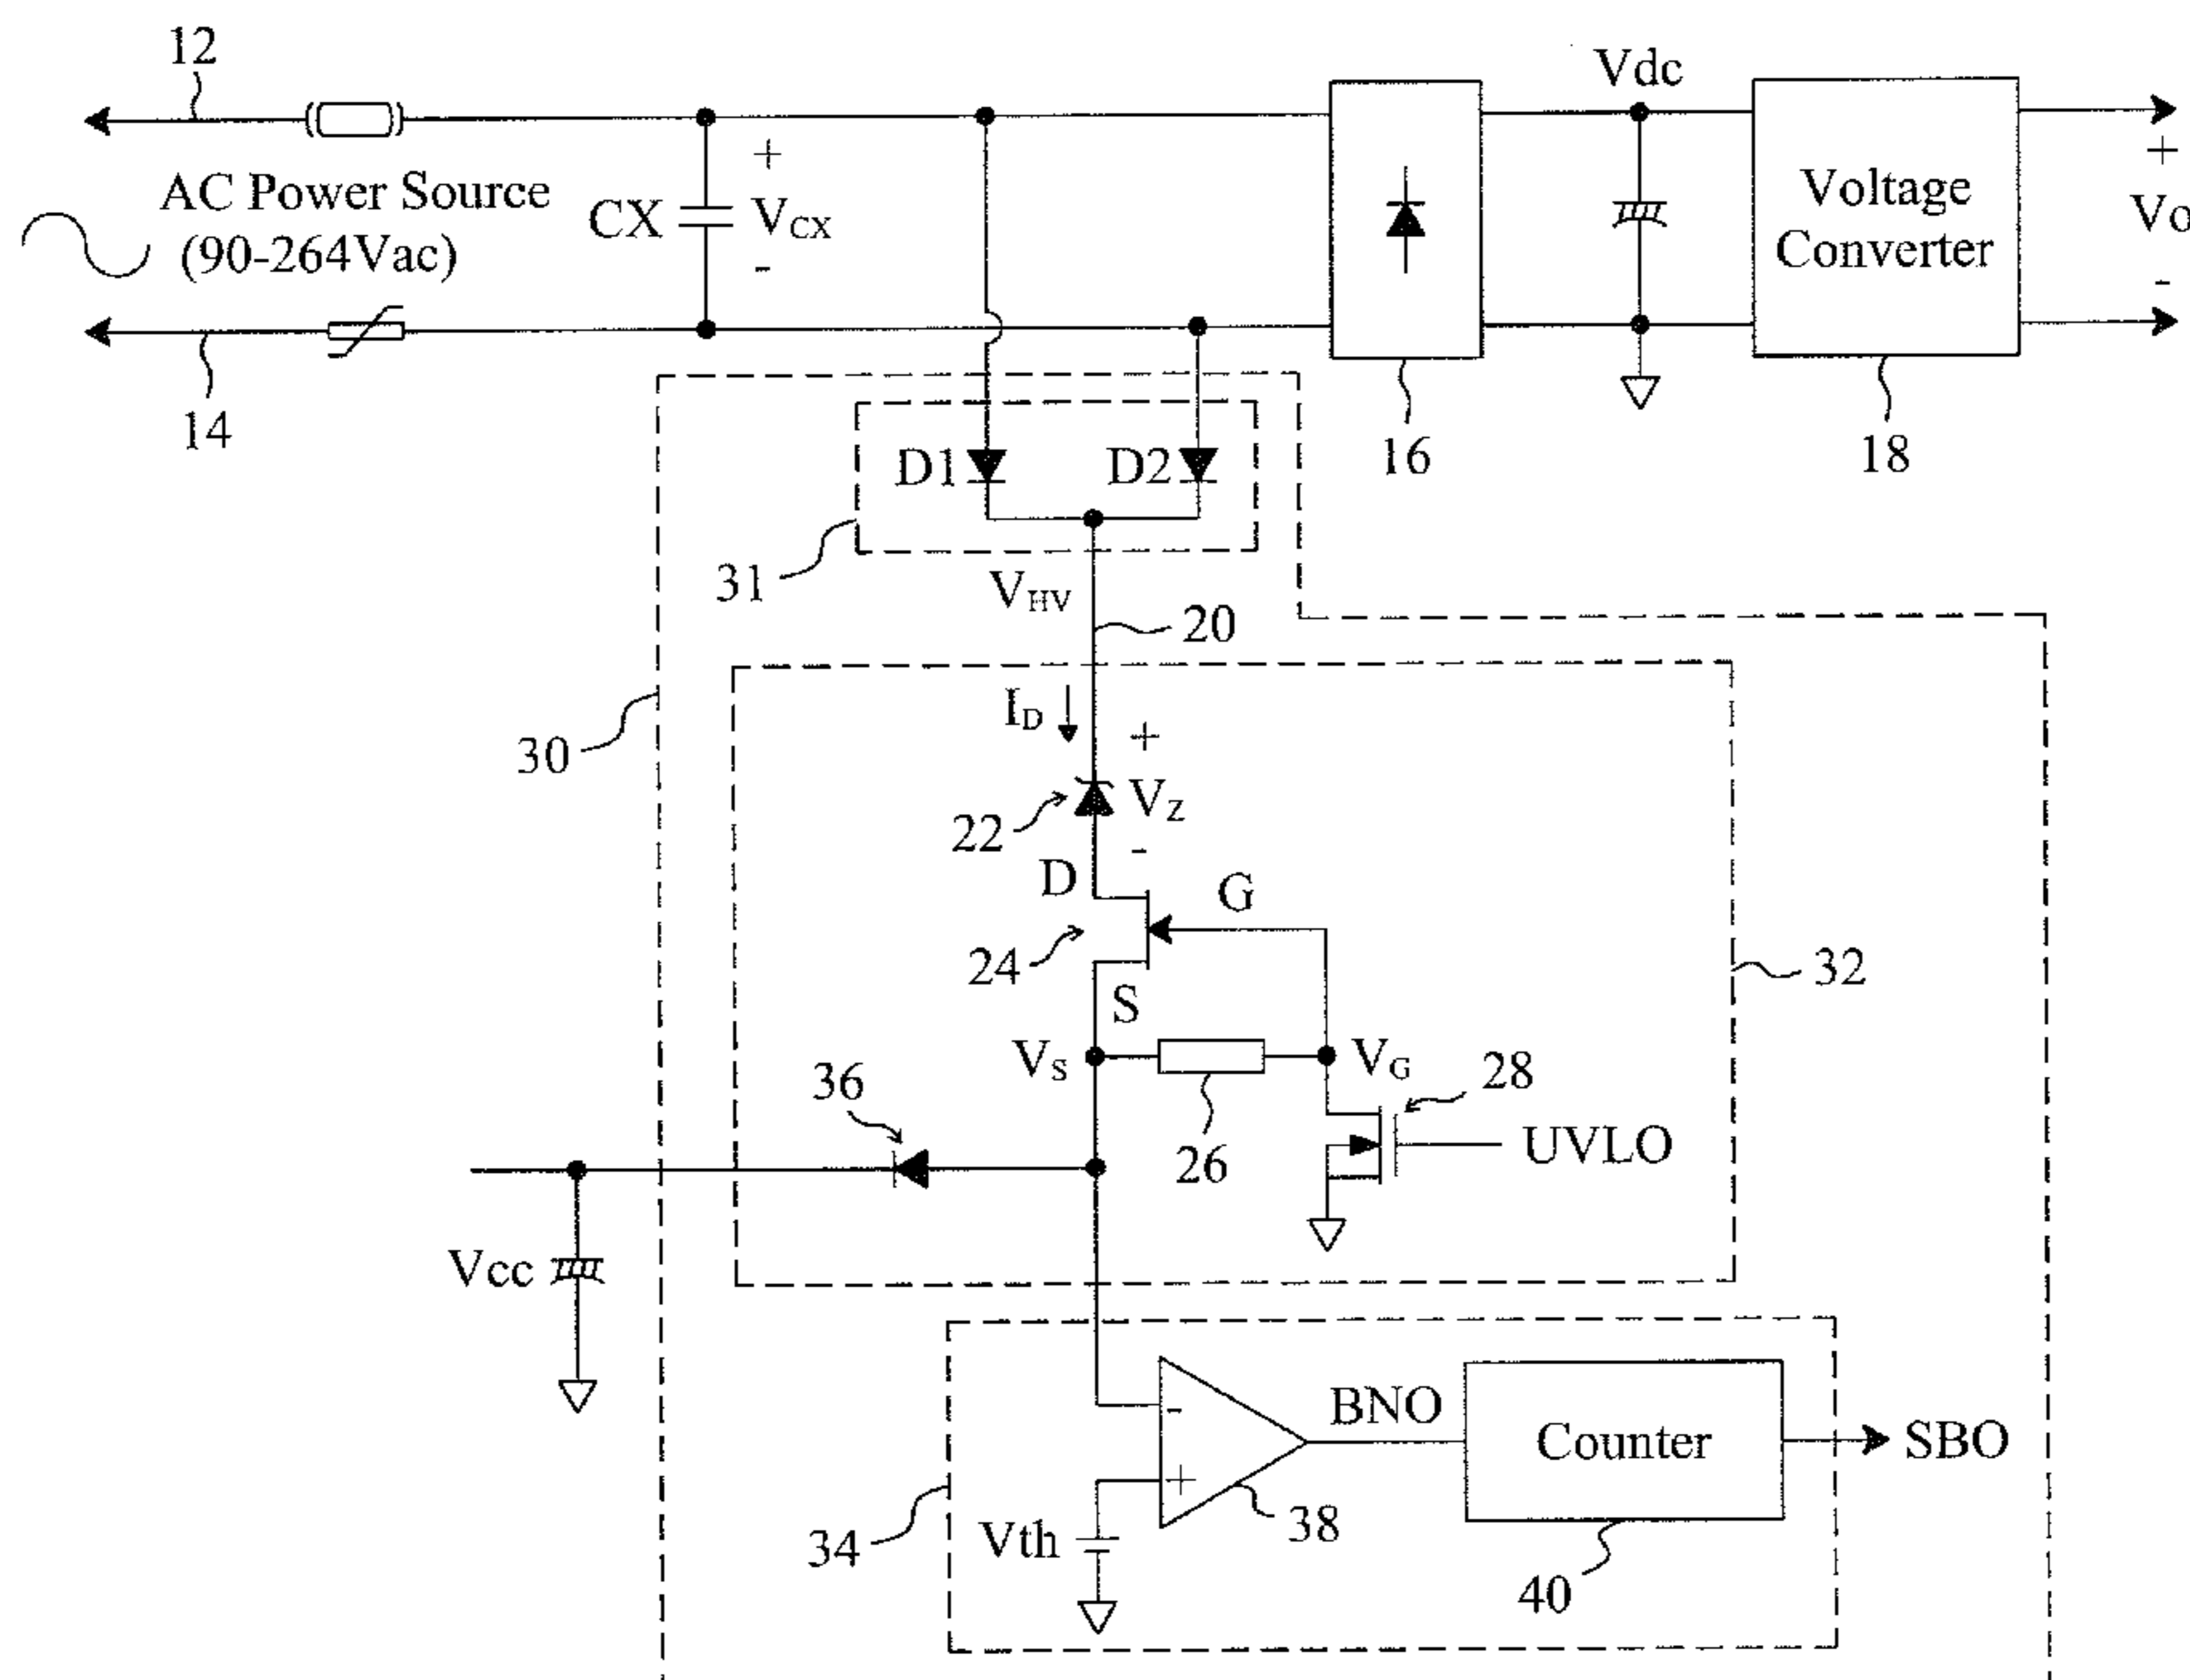 12
Vdc
AC Power Source
(90-264Vac)
CX
+
VCX
-
Voltage
Converter
+
Vo
-
14
16
18
D1
D2
31
VHV
20
30
ID
+
VZ
-
22
D
G
24
S
32
VS
VG
28
36
26
UVLO
Vcc
-
BNO
Counter
SBO
+
38
Vth
34
40